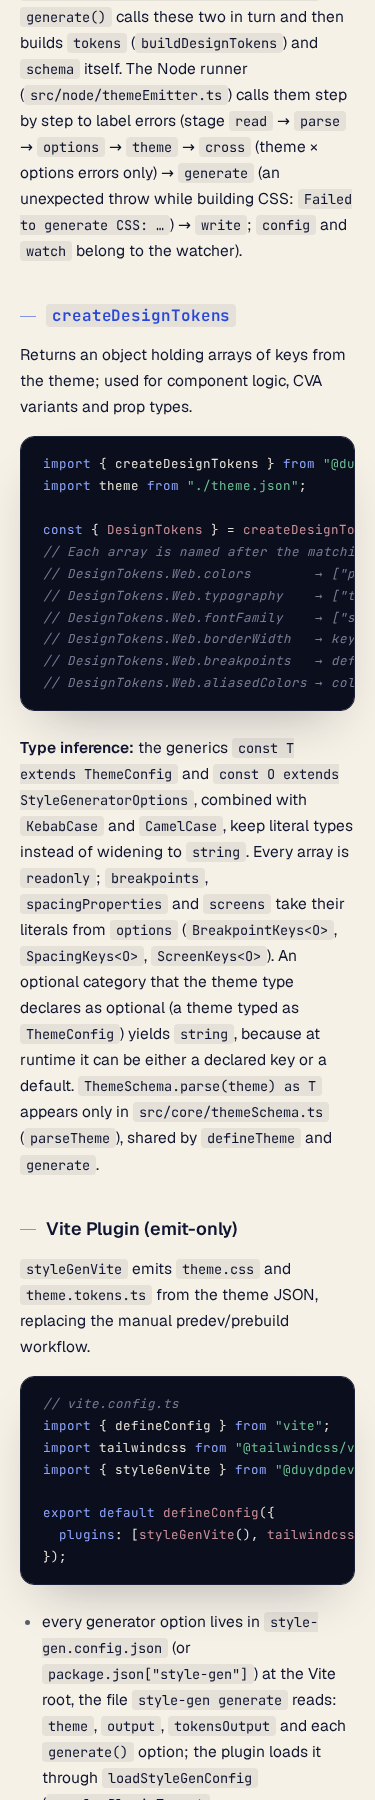 generate() calls these two in turn and then
builds tokens ( buildDesignTokens ) and
schema itself. The Node runner
( src/node/themeEmitter.ts ) calls them step
by step to label errors (stage read → parse
→ options → theme → cross (theme ×
options errors only) → generate (an
unexpected throw while building CSS: Failed
to generate CSS: … ) → write ; config and
watch belong to the watcher).
— createDesignTokens
Returns an object holding arrays of keys from
the theme; used for component logic, CVA
variants and prop types.
import { createDesignTokens } from "@du
import theme from "./theme.json";
const { DesignTokens } = createDesignTo
// Each array is named after the matchi
// DesignTokens.Web.colors → ["p
// DesignTokens.Web.typography → ["t
// DesignTokens.Web.fontFamily → ["s
// DesignTokens.Web.borderWidth → key
// DesignTokens.Web.breakpoints → def
// DesignTokens.Web.aliasedColors → col
Type inference: the generics const T
extends ThemeConfig and const O extends
StyleGeneratorOptions , combined with
KebabCase and CamelCase , keep literal types
instead of widening to string . Every array is
readonly ; breakpoints ,
spacingProperties and screens take their
literals from options ( BreakpointKeys<O> ,
SpacingKeys<O> , ScreenKeys<O> ). An
optional category that the theme type
declares as optional (a theme typed as
ThemeConfig ) yields string , because at
runtime it can be either a declared key or a
default. ThemeSchema.parse(theme) as T
appears only in src/core/themeSchema.ts
( parseTheme ), shared by defineTheme and
generate .
— Vite Plugin (emit-only)
styleGenVite emits theme.css and
theme.tokens.ts from the theme JSON,
replacing the manual predev/prebuild
workflow.
// vite.config.ts
import { defineConfig } from "vite";
import tailwindcss from "@tailwindcss/v
import { styleGenVite } from "@duydpdev
export default defineConfig({
plugins: [styleGenVite(), tailwindcss
});
• every generator option lives in style-
gen.config.json (or
package.json["style-gen"] ) at the Vite
root, the file style-gen generate reads:
theme , output , tokensOutput and each
generate() option; the plugin loads it
through loadStyleGenConfig